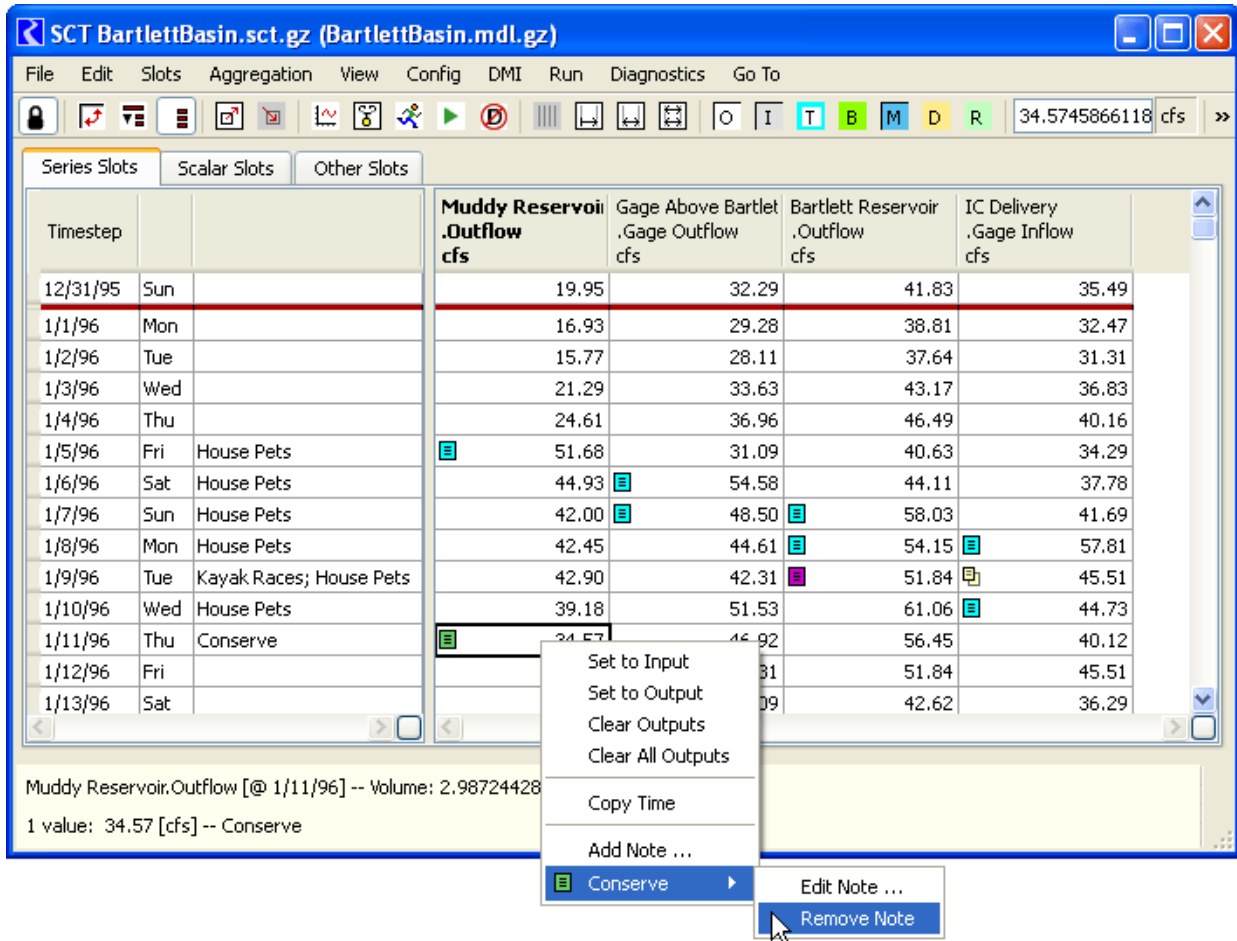 SCT BartlettBasin.sct.gz (BartlettBasin.mdl.gz)
File Edit Slots Aggregation View Config DMI Run Diagnostics Go To
D O I T B M D R 34.5745866118 cfs »
Series Slots Scalar Slots Other Slots
Muddy Reservoi Gage Above Bartlet Bartlett Reservoir IC Delivery
Timestep .Outflow .Gage Outflow .Outflow .Gage Inflow
cfs cfs cfs cfs
12/31/95 Sun 19.95 32.29 41.83 35.49
1/1/96 Mon 16.93 29.28 38.81 32.47
1/2/96 Tue 15.77 28.11 37.64 31.31
1/3/96 Wed 21.29 33.63 43.17 36.83
1/4/96 Thu 24.61 36.96 46.49 40.16
1/5/96 Fri House Pets 51.68 31.09 40.63 34.29
1/6/96 Sat House Pets 44.93 54.58 44.11 37.78
1/7/96 Sun House Pets 42.00 48.50 58.03 41.69
1/8/96 Mon House Pets 42.45 44.61 54.15 57.81
1/9/96 Tue Kayak Races; House Pets 42.90 42.31 51.84 45.51
1/10/96 Wed House Pets 39.18 51.53 61.06 44.73
1/11/96 Thu Conserve 34.57 46.92 56.45 40.12
1/12/96 Fri 31 51.84 45.51
1/13/96 Sat 09 42.62 36.29
Set to Input
Set to Output
Clear Outputs
Clear All Outputs
Copy Time
Add Note ...
Conserve
Edit Note ...
Remove Note
Muddy Reservoir.Outflow [@ 1/11/96] -- Volume: 2.98724428
1 value: 34.57 [cfs] -- Conserve